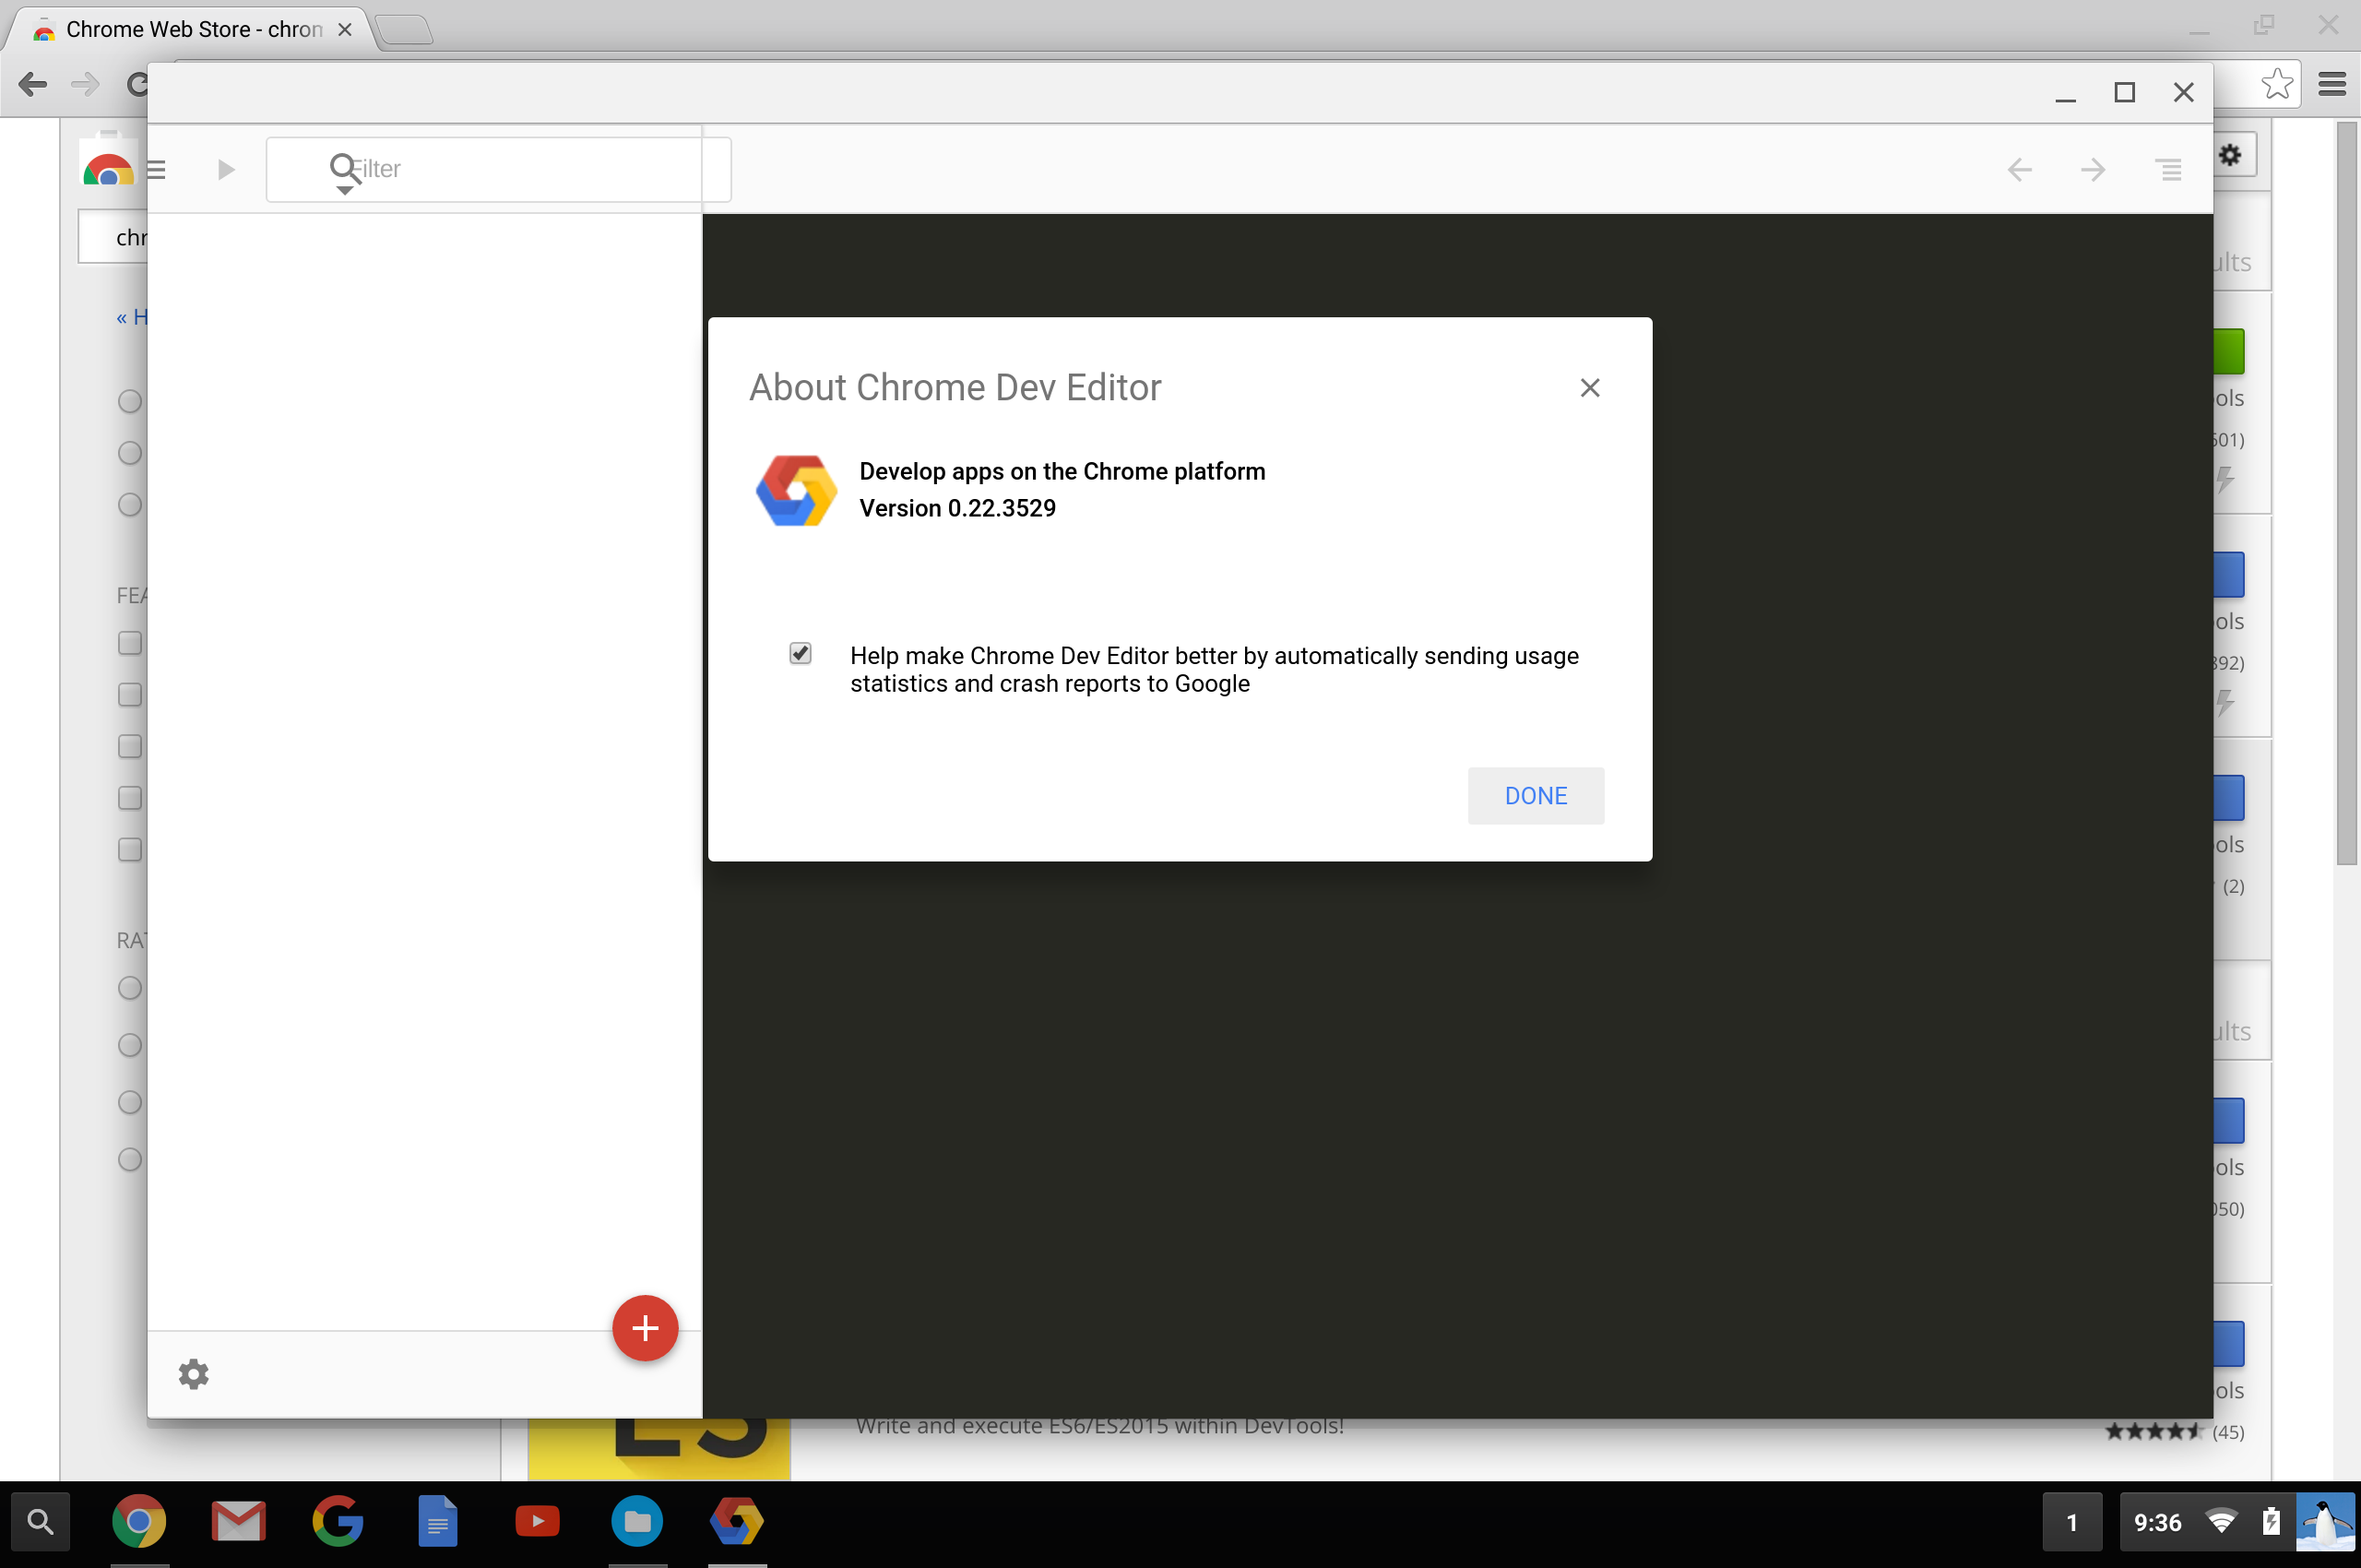 Chrome Web Store - chron
Filter
chr
« H
FEA
RAT
About Chrome Dev Editor
Develop apps on the Chrome platform
Version 0.22.3529
Help make Chrome Dev Editor better by automatically sending usage
statistics and crash reports to Google
DONE
ults
ols
501)
ols
392)
ols
(2)
ults
ols
050)
ols
Write and execute ES6/ES2015 within DevTools!
(45)
1
9:36